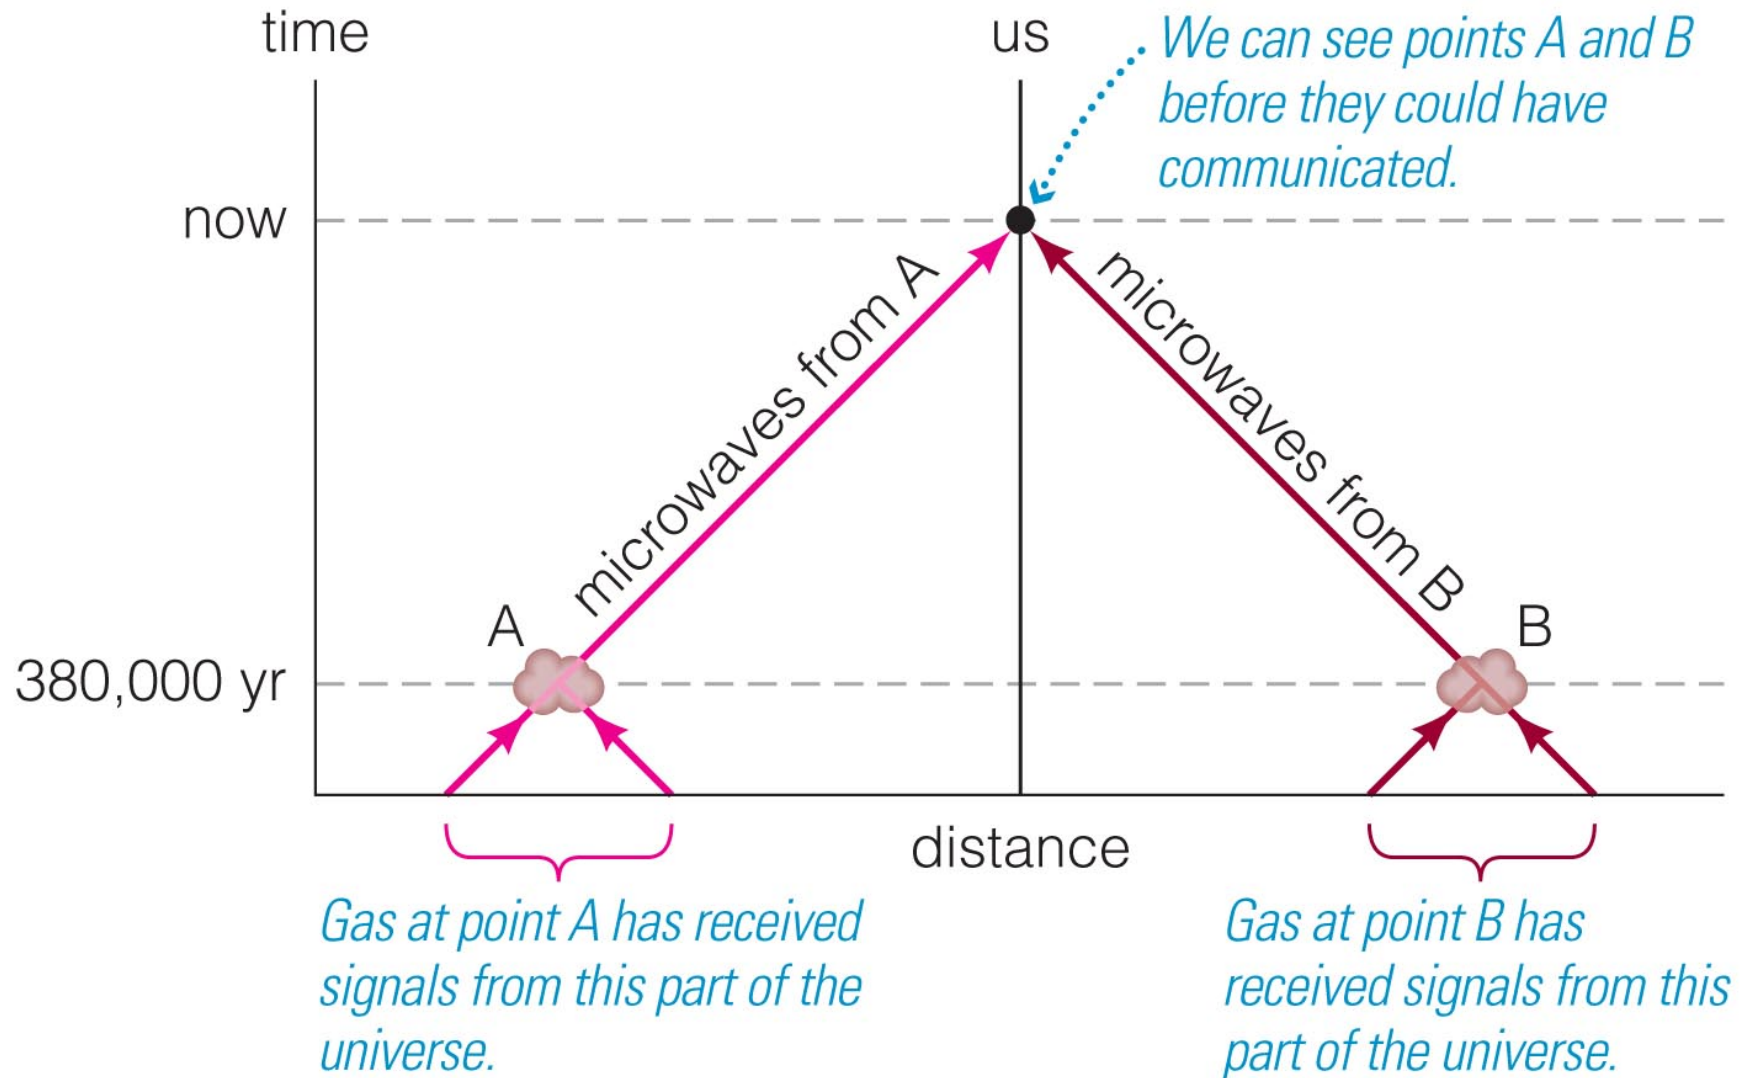 time
us
We can see points A and B
before they could have
communicated.
now
microwaves from A
microwaves from B
A
B
380,000 yr
distance
Gas at point A has received
signals from this part of the
universe.
Gas at point B has
received signals from this
part of the universe.